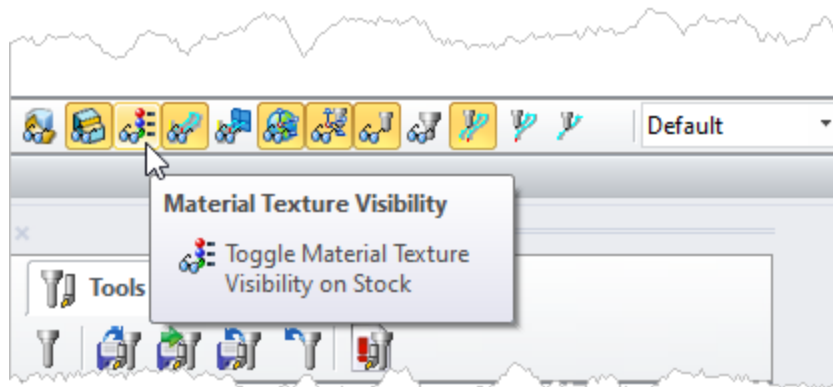 Default
Material Texture Visibility
Toggle Material Texture
Visibility on Stock
Tools